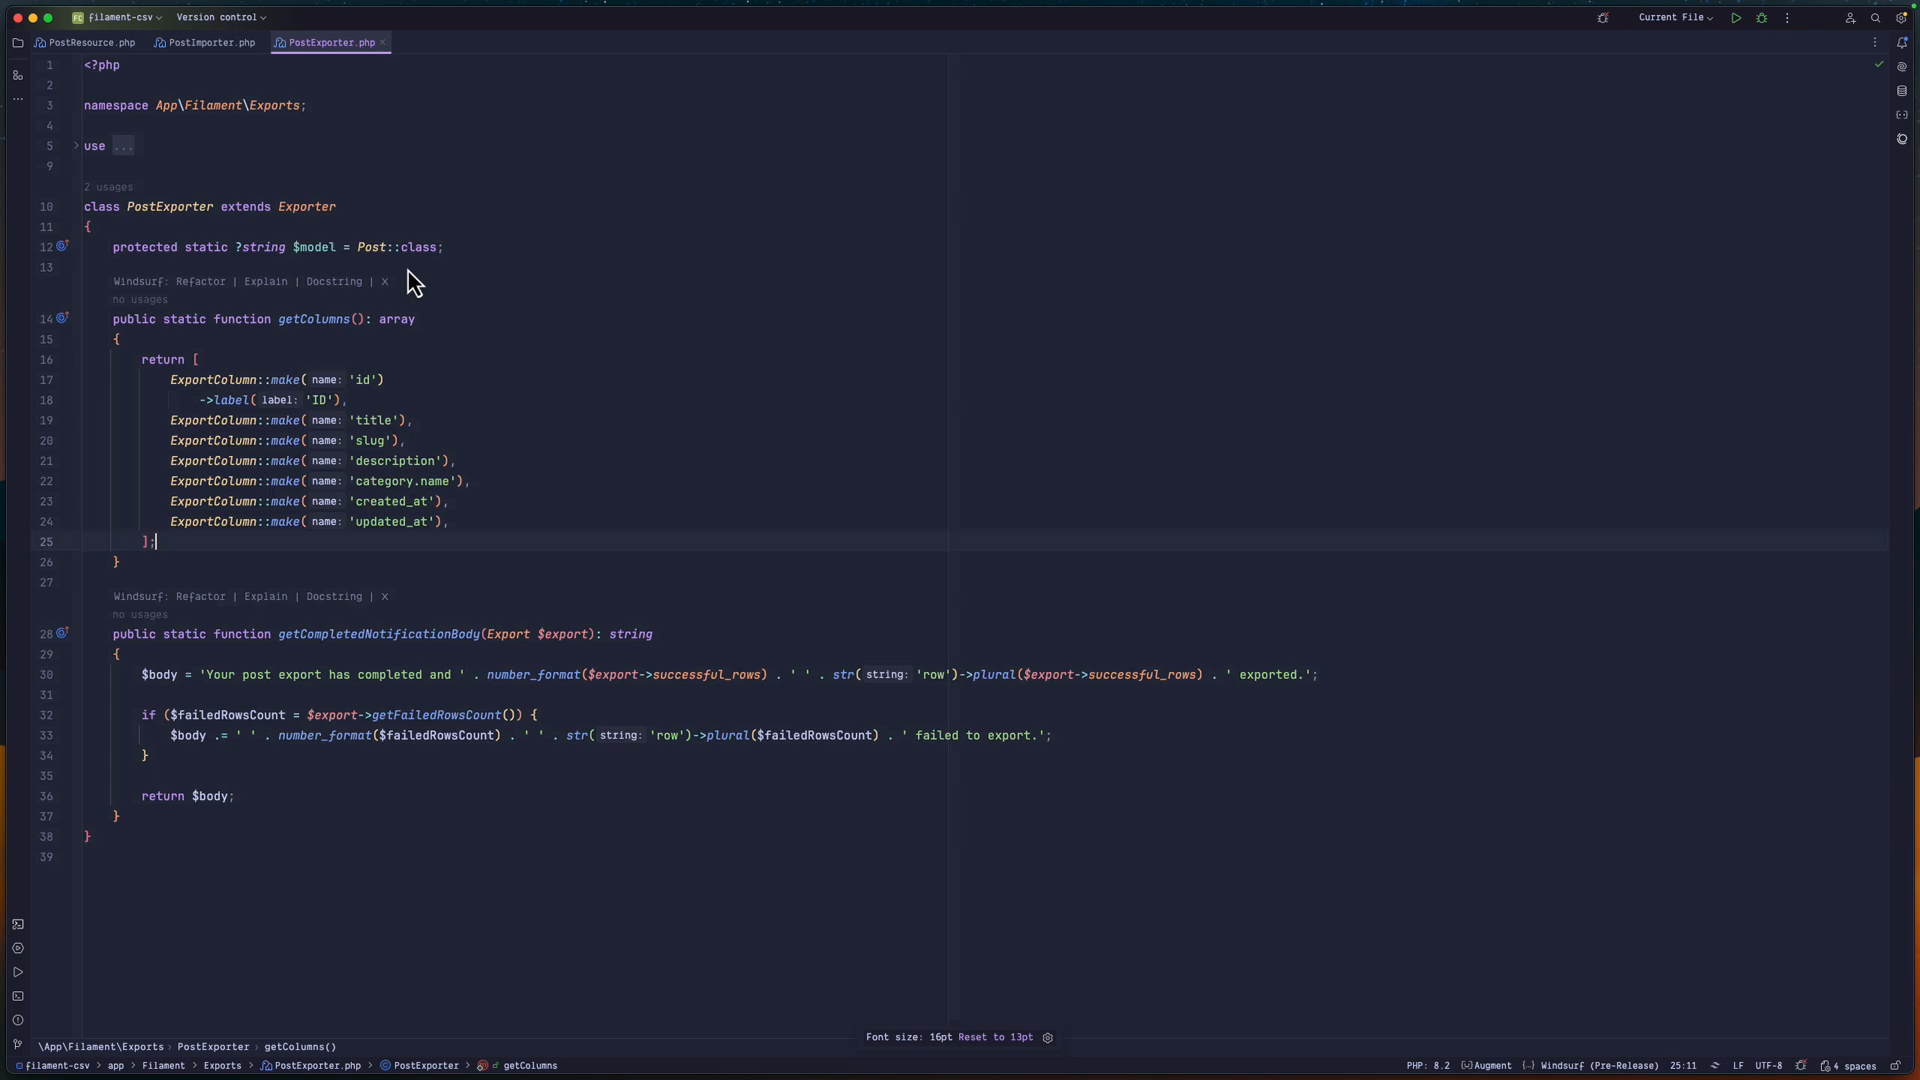 FC filament-csv Version control Current File
PostResource.php PostImporter.php PostExporter.php
1 <?php
2
3 namespace App\Filament\Exports;
4
5 use ...
9
2 usages
10 class PostExporter extends Exporter
11 {
12 protected static ?string $model = Post::class;
13
Windsurf: Refactor | Explain | Docstring | X
no usages
14 public static function getColumns(): array
15 {
16 return [
17 ExportColumn::make( name: 'id')
18 ->label( label: 'ID'),
19 ExportColumn::make( name: 'title'),
20 ExportColumn::make( name: 'slug'),
21 ExportColumn::make( name: 'description'),
22 ExportColumn::make( name: 'category.name'),
23 ExportColumn::make( name: 'created_at'),
24 ExportColumn::make( name: 'updated_at'),
25 ];
26 }
27
Windsurf: Refactor | Explain | Docstring | X
no usages
28 public static function getCompletedNotificationBody(Export $export): string
29 {
30 $body = 'Your post export has completed and ' . number_format($export->successful_rows) . ' ' . str( string: 'row')->plural($export->successful_rows) . ' exported.';
31
32 if ($failedRowsCount = $export->getFailedRowsCount()) {
33 $body .= ' ' . number_format($failedRowsCount) . ' ' . str( string: 'row')->plural($failedRowsCount) . ' failed to export.';
34 }
35
36 return $body;
37 }
38 }
39
Font size: 16pt Reset to 13pt
\App\Filament\Exports › PostExporter › getColumns()
filament-csv › app › Filament › Exports › PostExporter.php › PostExporter › getColumns PHP: 8.2 Augment {...} Windsurf (Pre-Release) 25:11 LF UTF-8 4 spaces